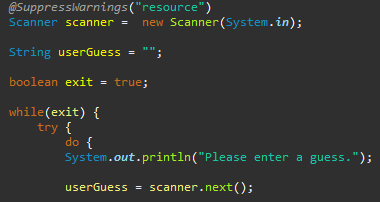 @SuppressWarnings("resource")
Scanner scanner =  new Scanner(System.in);
String userGuess = "";
boolean exit = true;
while(exit) {
try {
do {
System.out.println("Please enter a guess.");
userGuess = scanner.next();